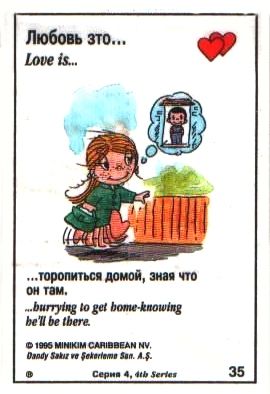 Любовь зто...
Love is...
...торопиться домой, зная что
он там.
...hurrying to get home-knowing
he'll be there.
© 1995 MINIKIM CARIBBEAN NV.
Dandy Sakız ve Şekerleme San. A.Ş.
℗ Серия 4, 4th Series 35